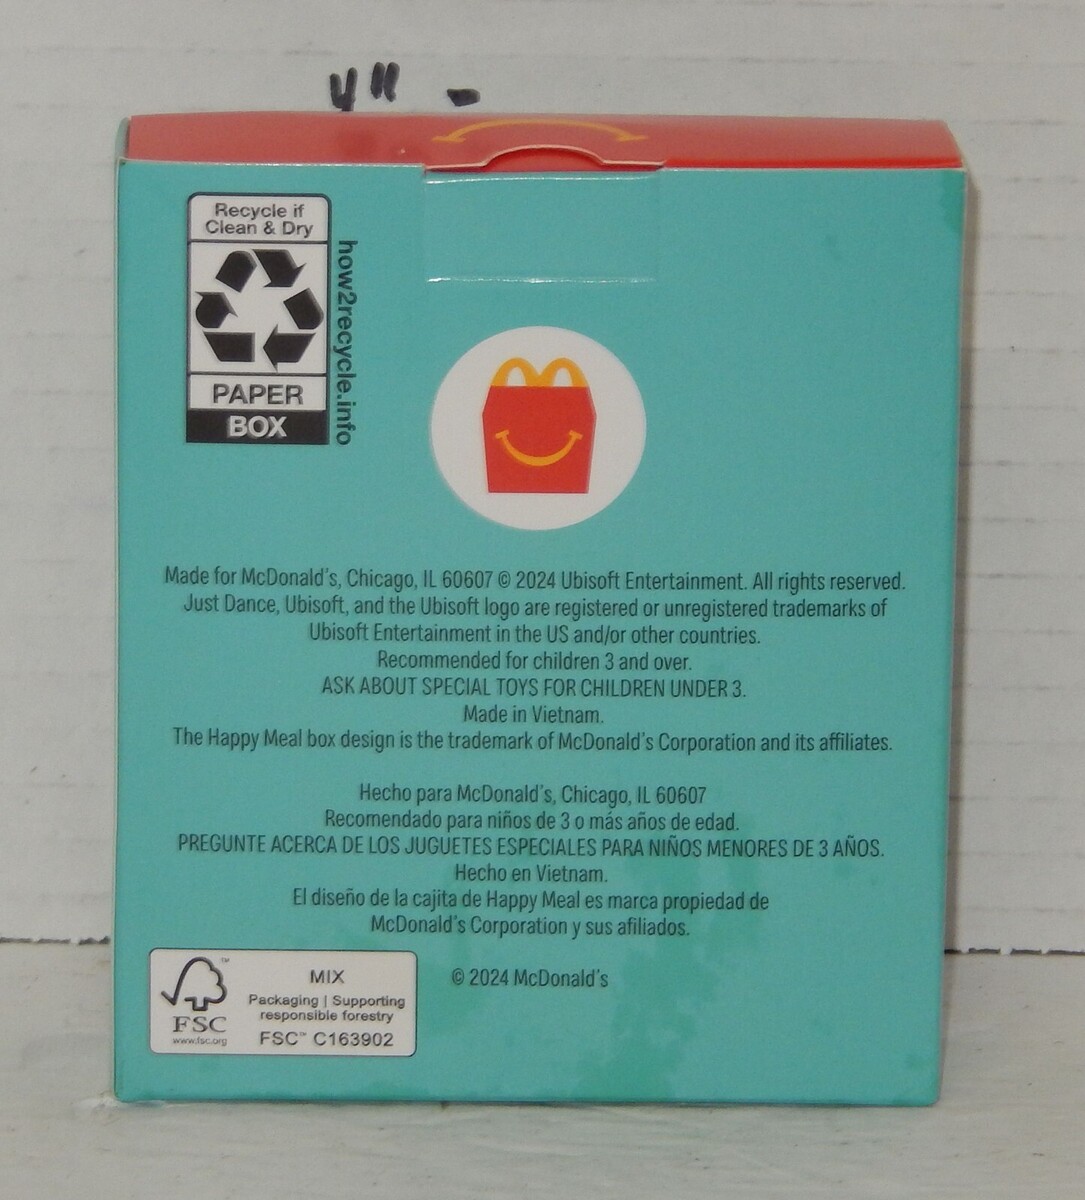 4" -
Recycle if
Clean & Dry
PAPER
BOX
how2recycle.info
Made for McDonald's, Chicago, IL 60607 © 2024 Ubisoft Entertainment. All rights reserved.
Just Dance, Ubisoft, and the Ubisoft logo are registered or unregistered trademarks of
Ubisoft Entertainment in the US and/or other countries.
Recommended for children 3 and over.
ASK ABOUT SPECIAL TOYS FOR CHILDREN UNDER 3.
Made in Vietnam.
The Happy Meal box design is the trademark of McDonald's Corporation and its affiliates.
Hecho para McDonald's, Chicago, IL 60607
Recomendado para niños de 3 o más años de edad.
PREGUNTE ACERCA DE LOS JUGUETES ESPECIALES PARA NIÑOS MENORES DE 3 AÑOS.
Hecho en Vietnam.
El diseño de la cajita de Happy Meal es marca propiedad de
McDonald's Corporation y sus afiliados.
© 2024 McDonald's
FSC
www.fsc.org
™
MIX
Packaging | Supporting
responsible forestry
FSC™ C163902